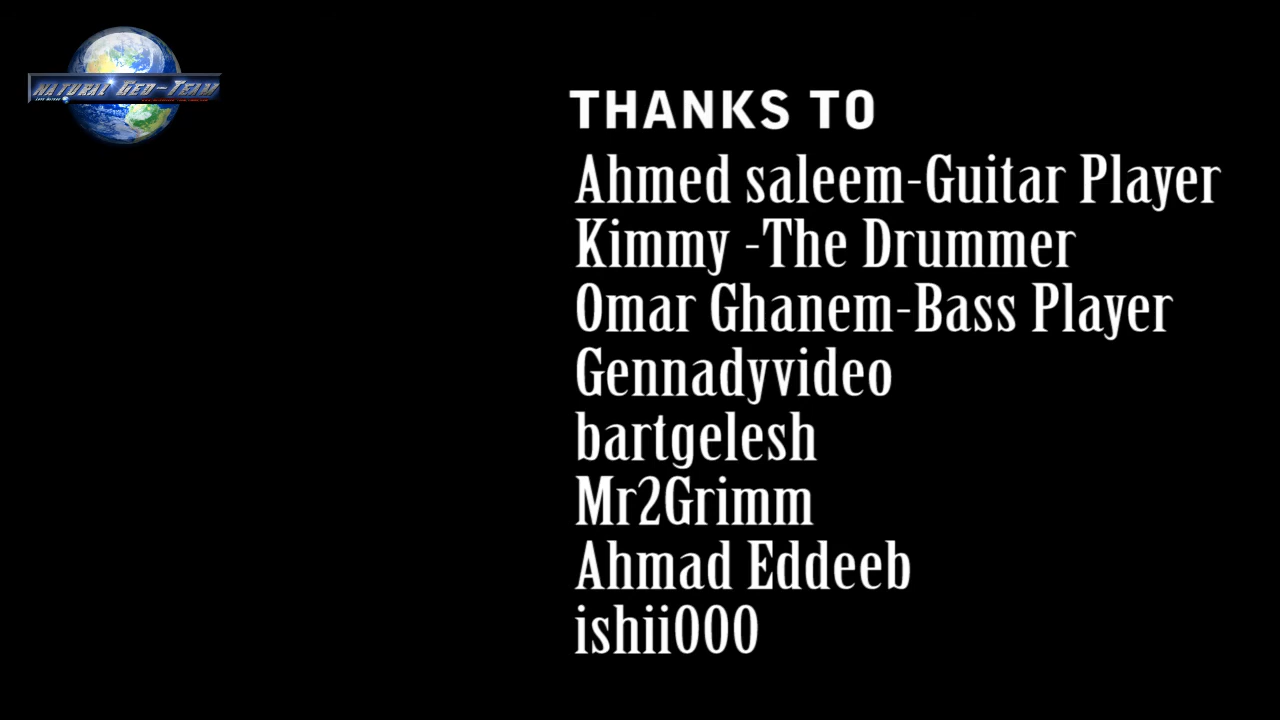 Natural Geo-Team
THANKS TO
Ahmed saleem-Guitar Player
Kimmy -The Drummer
Omar Ghanem-Bass Player
Gennadyvideo
bartgelesh
Mr2Grimm
Ahmad Eddeeb
ishii000